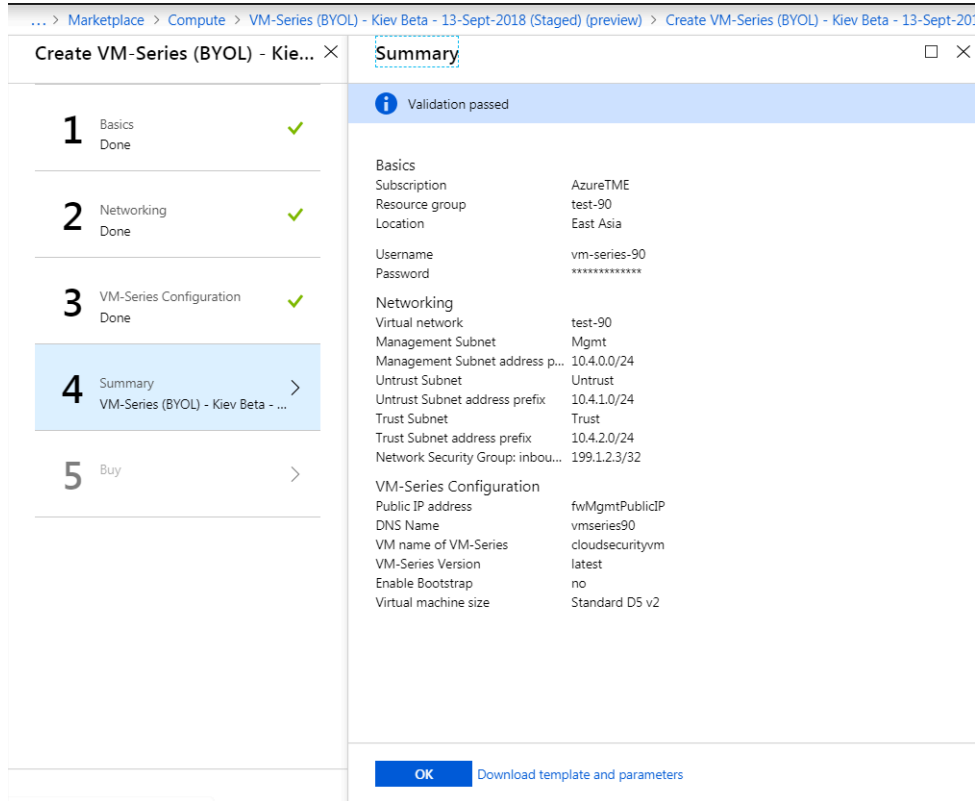 ... > Marketplace > Compute > VM-Series (BYOL) - Kiev Beta - 13-Sept-2018 (Staged) (preview) > Create VM-Series (BYOL) - Kiev Beta - 13-Sept-201
Create VM-Series (BYOL) - Kie...
1 Basics
Done
2 Networking
Done
3 VM-Series Configuration
Done
4 Summary
VM-Series (BYOL) - Kiev Beta - ...
5 Buy
Summary
Validation passed
Basics
Subscription AzureTME
Resource group test-90
Location East Asia
Username vm-series-90
Password *************
Networking
Virtual network test-90
Management Subnet Mgmt
Management Subnet address p... 10.4.0.0/24
Untrust Subnet Untrust
Untrust Subnet address prefix 10.4.1.0/24
Trust Subnet Trust
Trust Subnet address prefix 10.4.2.0/24
Network Security Group: inbou... 199.1.2.3/32
VM-Series Configuration
Public IP address fwMgmtPublicIP
DNS Name vmseries90
VM name of VM-Series cloudsecurityvm
VM-Series Version latest
Enable Bootstrap no
Virtual machine size Standard D5 v2
OK Download template and parameters